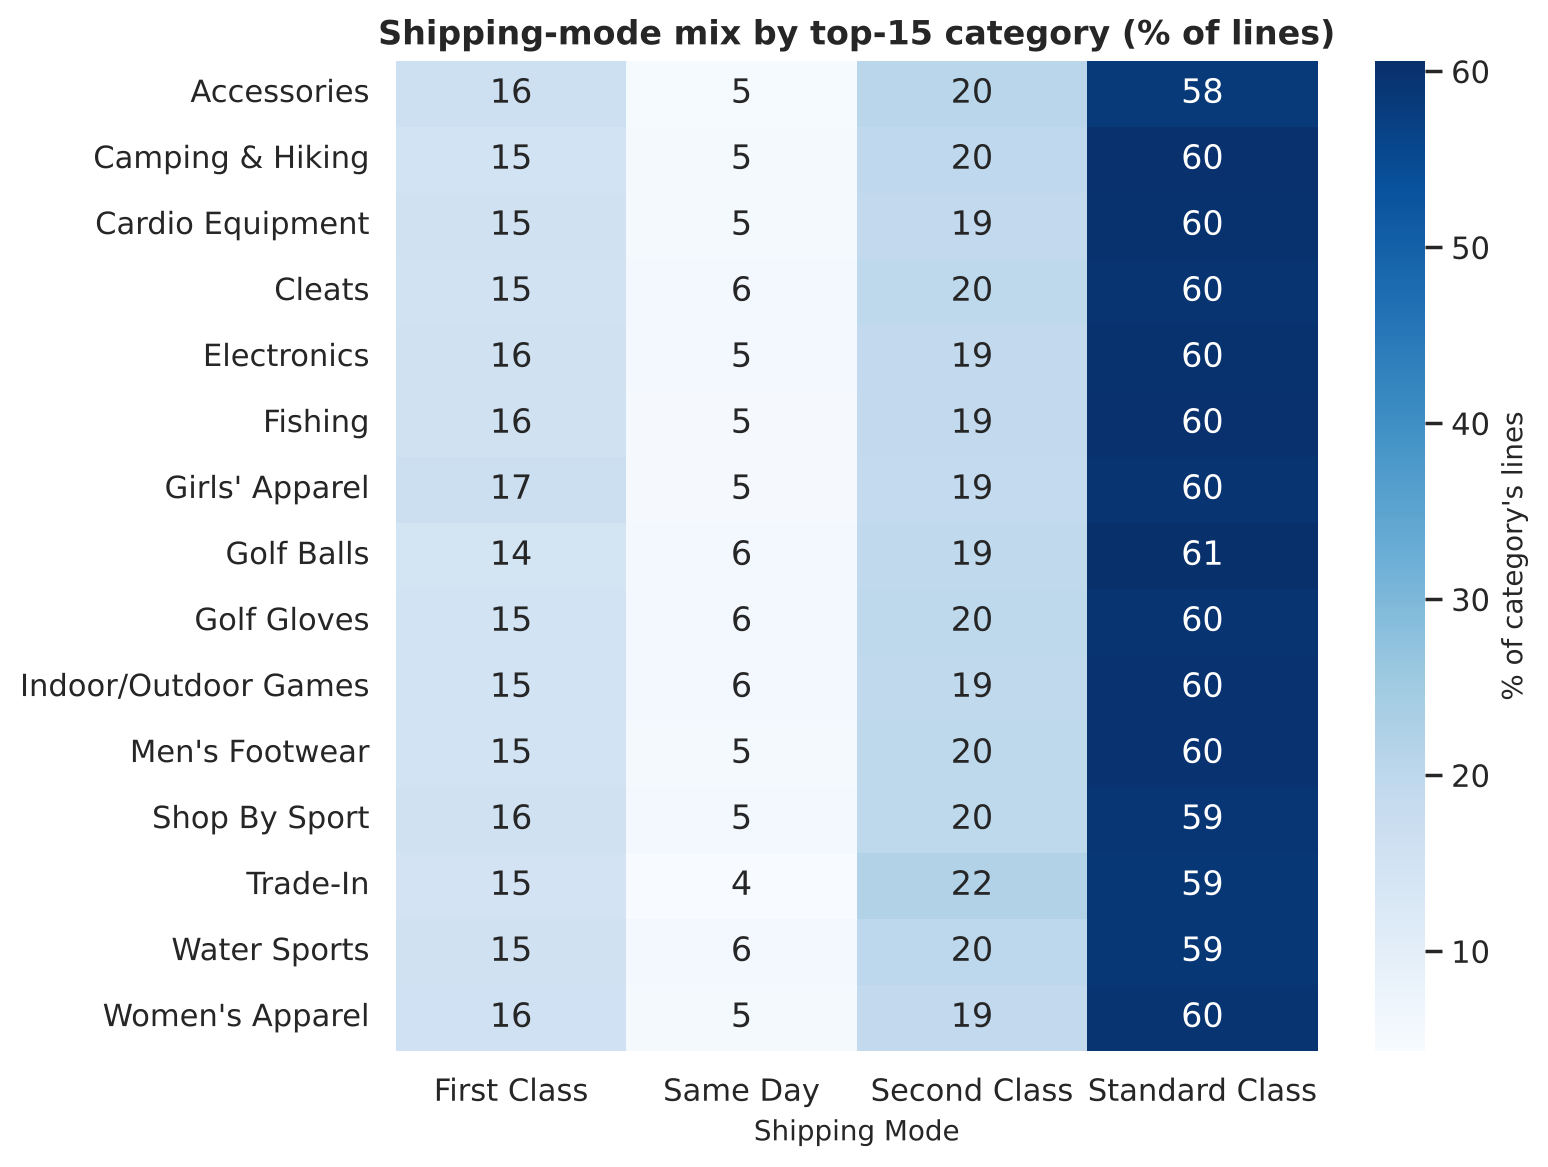 Shipping-mode mix by top-15 category (% of lines)
Accessories 16 5 20 58
Camping & Hiking 15 5 20 60
Cardio Equipment 15 5 19 60
Cleats 15 6 20 60
Electronics 16 5 19 60
Fishing 16 5 19 60
Girls' Apparel 17 5 19 60
Golf Balls 14 6 19 61
Golf Gloves 15 6 20 60
Indoor/Outdoor Games 15 6 19 60
Men's Footwear 15 5 20 60
Shop By Sport 16 5 20 59
Trade-In 15 4 22 59
Water Sports 15 6 20 59
Women's Apparel 16 5 19 60
First Class Same Day Second Class Standard Class
Shipping Mode
60
50
40
30
20
10
% of category's lines